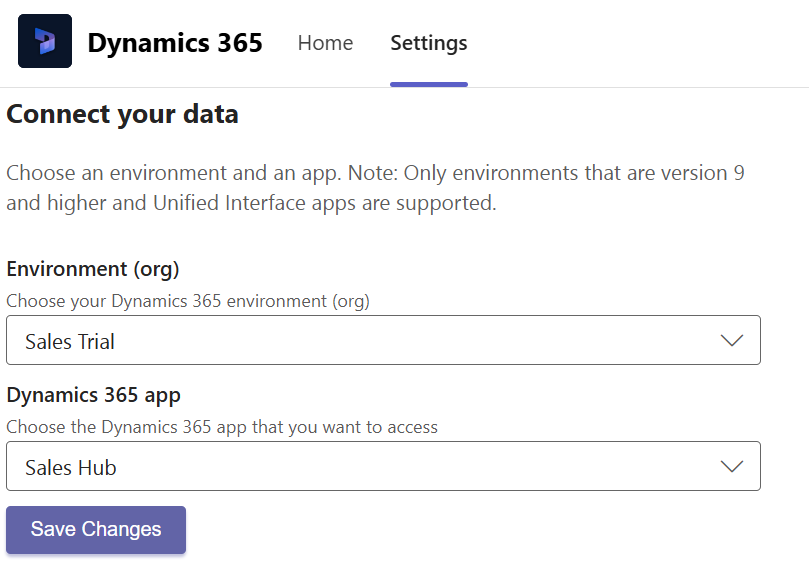 Dynamics 365 Home Settings
Connect your data
Choose an environment and an app. Note: Only environments that are version 9
and higher and Unified Interface apps are supported.
Environment (org)
Choose your Dynamics 365 environment (org)
Sales Trial
Dynamics 365 app
Choose the Dynamics 365 app that you want to access
Sales Hub
Save Changes